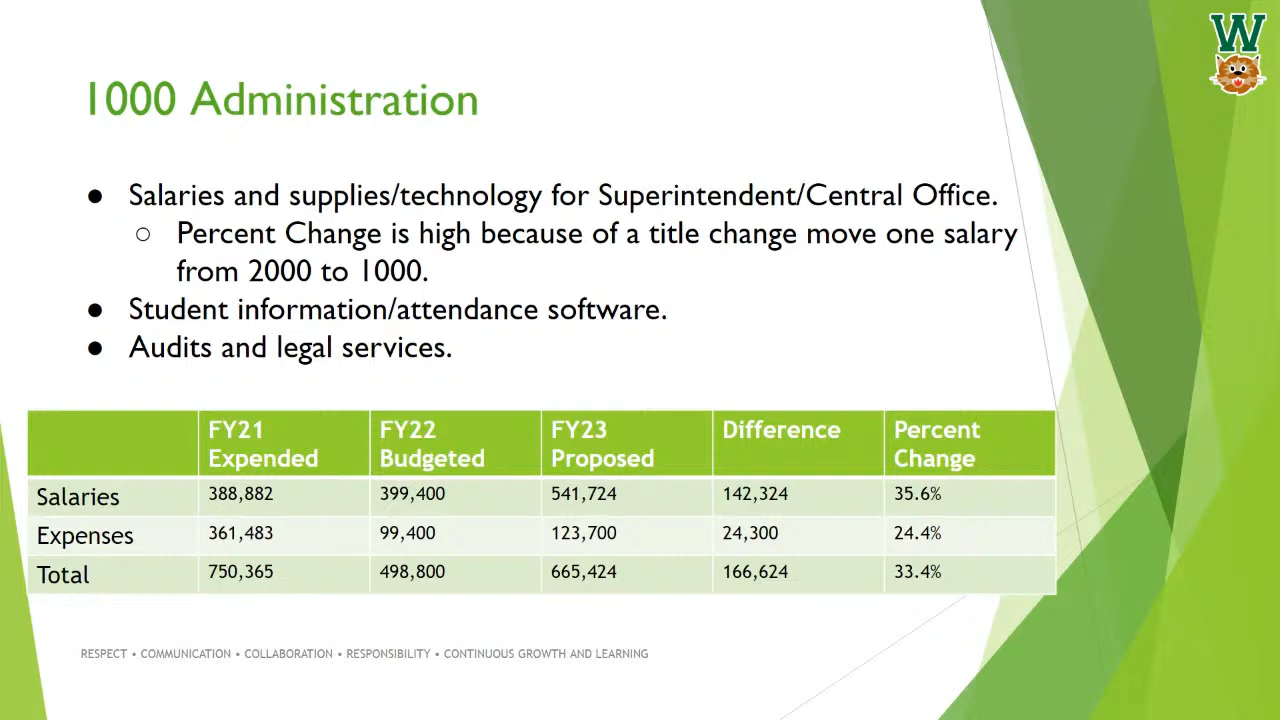 W
1000 Administration
● Salaries and supplies/technology for Superintendent/Central Office.
○ Percent Change is high because of a title change move one salary
from 2000 to 1000.
● Student information/attendance software.
● Audits and legal services.
FY21 Expended FY22 Budgeted FY23 Proposed Difference Percent Change
Salaries 388,882 399,400 541,724 142,324 35.6%
Expenses 361,483 99,400 123,700 24,300 24.4%
Total 750,365 498,800 665,424 166,624 33.4%
RESPECT • COMMUNICATION • COLLABORATION • RESPONSIBILITY • CONTINUOUS GROWTH AND LEARNING